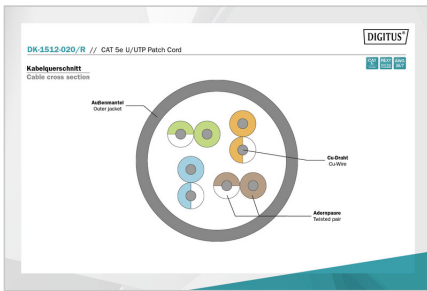 DIGITUS®
DK-1512-020/R // CAT 5e U/UTP Patch Cord
Kabelquerschnitt
Cable cross section
Außenmantel
Outer jacket
Cu-Draht
Cu-Wire
Adernpaare
Twisted pair